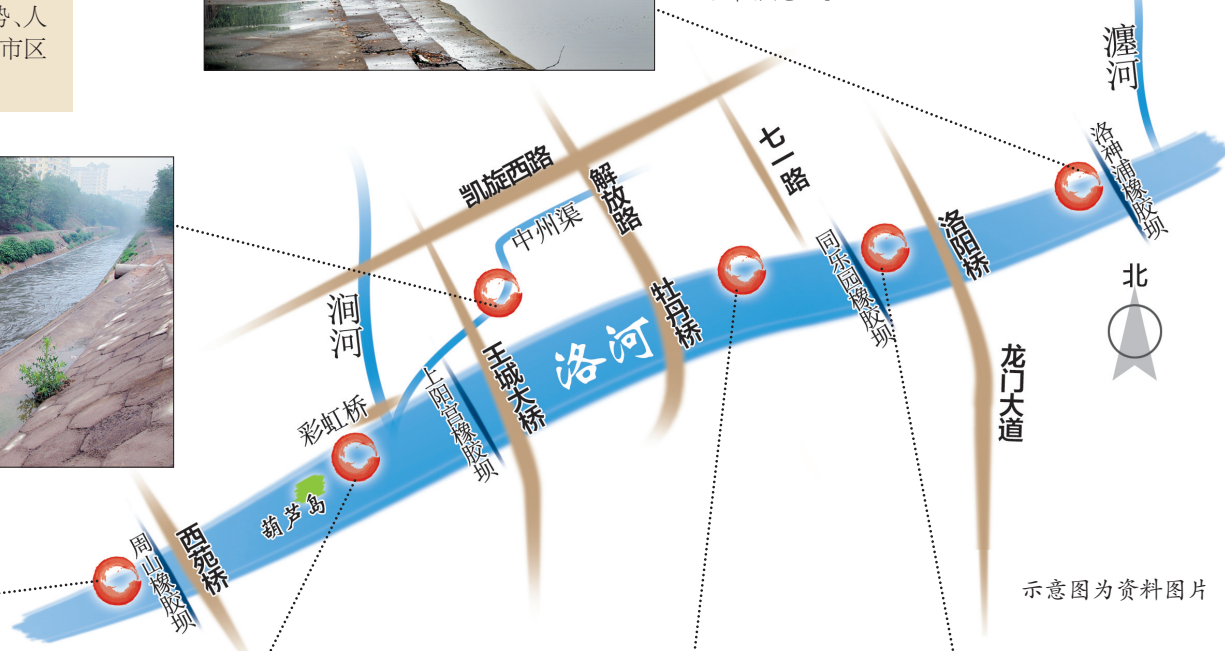 势、人
市区
瀍河
洛神浦橡胶坝
七一路
凯旋西路
解放路
中州渠
同乐园橡胶坝
洛阳桥
北
涧河
牡丹桥
洛河
王城大桥
上阳宫橡胶坝
龙门大道
彩虹桥
葫芦岛
西苑桥
周山橡胶坝
示意图为资料图片